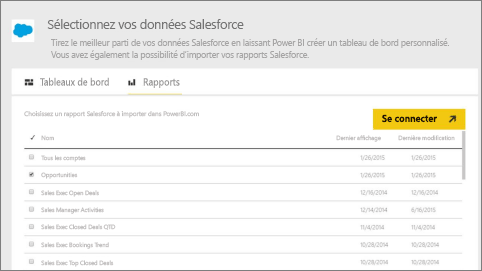 Sélectionnez vos données Salesforce
Tirez le meilleur parti de vos données Salesforce en laissant Power BI créer un tableau de bord personnalisé.
Vous avez également la possibilité d'importer vos rapports Salesforce.
Tableaux de bord Rapports
Choisissez un rapport Salesforce à importer dans PowerBI.com
Se connecter
Nom Dernier affichage Dernière modification
Tous les comptes 1/26/2015 1/26/2015
Opportunities 1/26/2015 1/26/2015
Sales Exec Open Deals 12/16/2014 12/16/2014
Sales Manager Activities 12/14/2014 6/16/2015
Sales Exec Closed Deals QTD 11/4/2014 11/4/2014
Sales Exec Bookings Trend 10/28/2014 10/28/2014
Sales Exec Top Closed Deals 10/28/2014 10/28/2014